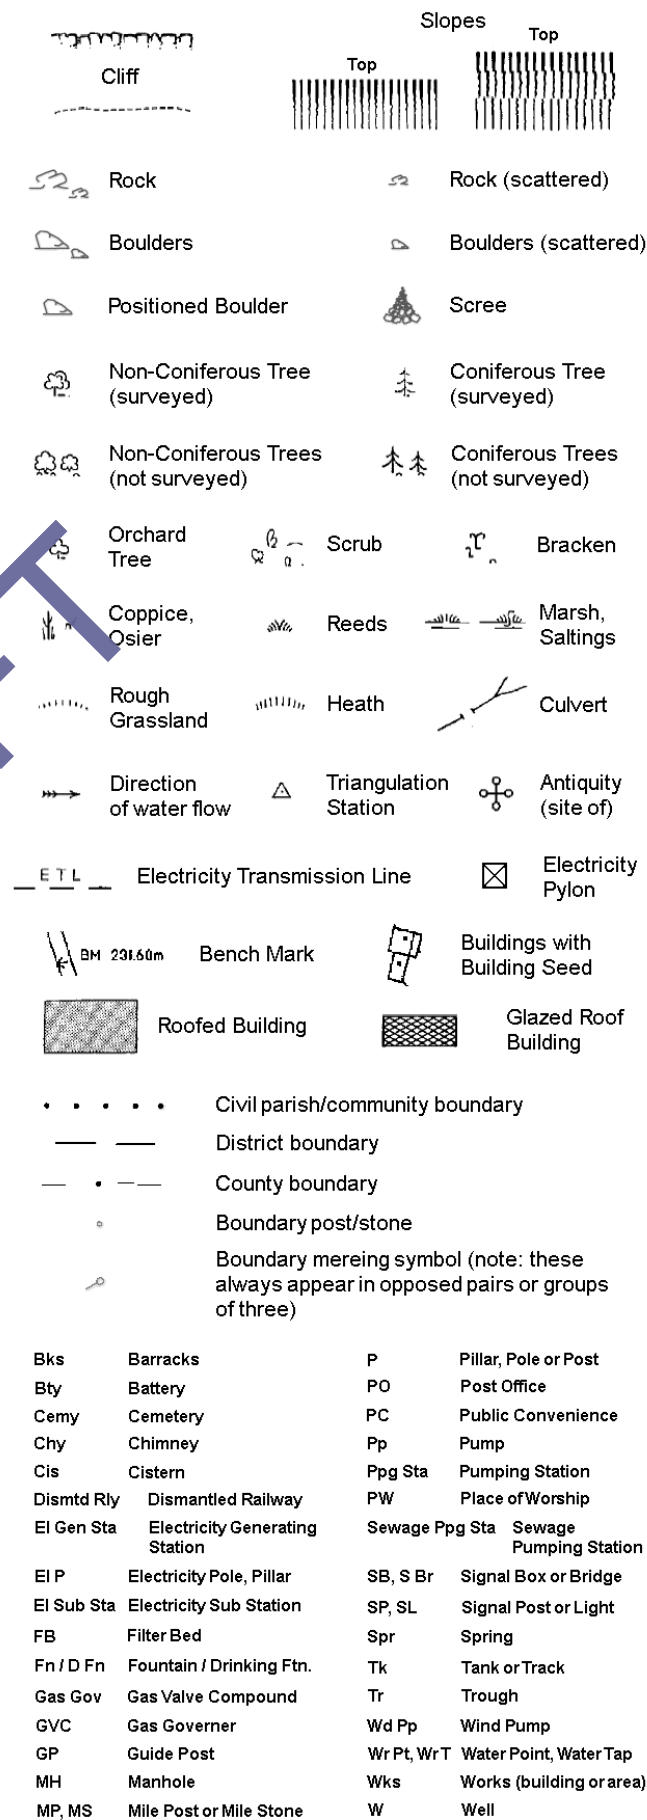 Slopes
Top
Top
Cliff
Rock
Rock (scattered)
Boulders
Boulders (scattered)
Positioned Boulder
Scree
Non-Coniferous Tree
(surveyed)
Coniferous Tree
(surveyed)
Non-Coniferous Trees
(not surveyed)
Coniferous Trees
(not surveyed)
Orchard
Tree
Scrub
Bracken
Coppice,
Osier
Reeds
Marsh,
Saltings
Rough
Grassland
Heath
Culvert
Direction
of water flow
Triangulation
Station
Antiquity
(site of)
E T L
Electricity Transmission Line
Electricity
Pylon
BM 231.60m
Bench Mark
Buildings with
Building Seed
Roofed Building
Glazed Roof
Building
Civil parish/community boundary
District boundary
County boundary
Boundary post/stone
Boundary mereing symbol (note: these
always appear in opposed pairs or groups
of three)
Bks Barracks P Pillar, Pole or Post
Bty Battery PO Post Office
Cemy Cemetery PC Public Convenience
Chy Chimney Pp Pump
Cis Cistern Ppg Sta Pumping Station
Dismtd Rly Dismantled Railway PW Place of Worship
El Gen Sta Electricity Generating
Station
Sewage Ppg Sta Sewage
Pumping Station
El P Electricity Pole, Pillar SB, S Br Signal Box or Bridge
El Sub Sta Electricity Sub Station SP, SL Signal Post or Light
FB Filter Bed Spr Spring
Fn / D Fn Fountain / Drinking Ftn. Tk Tank or Track
Gas Gov Gas Valve Compound Tr Trough
GVC Gas Governer Wd Pp Wind Pump
GP Guide Post Wr Pt, Wr T Water Point, Water Tap
MH Manhole Wks Works (building or area)
MP, MS Mile Post or Mile Stone W Well